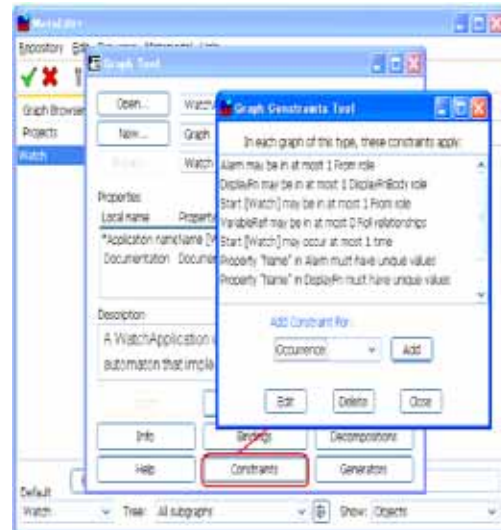 MetaEdit+
Repository
Graph Tool
Graph Browser
Projects
Watch
Open...
New...
Graph
Watch
Properties
Local name
Documentation
Description
A WatchApplication
automaton that imple
Info
Bindings
Decompositions
Help
Constraints
Generators
Default
Watch
Tree: All subgraphs
Show: Objects
Graph Constraints Tool
In each graph of this type, these constraints apply:
Alarm may be in at most 1 From role
DisplayFn may be in at most 1 DisplayFnBody role
Start [Watch] may be in at most 1 From role
VariableRef may be in at most 0 Roll relationships
Start [Watch] may occur at most 1 time
Property "Name" in Alarm must have unique values
Property "Name" in DisplayFn must have unique values
Add Constraint For:
Occurrence
Add
Edit
Delete
Close